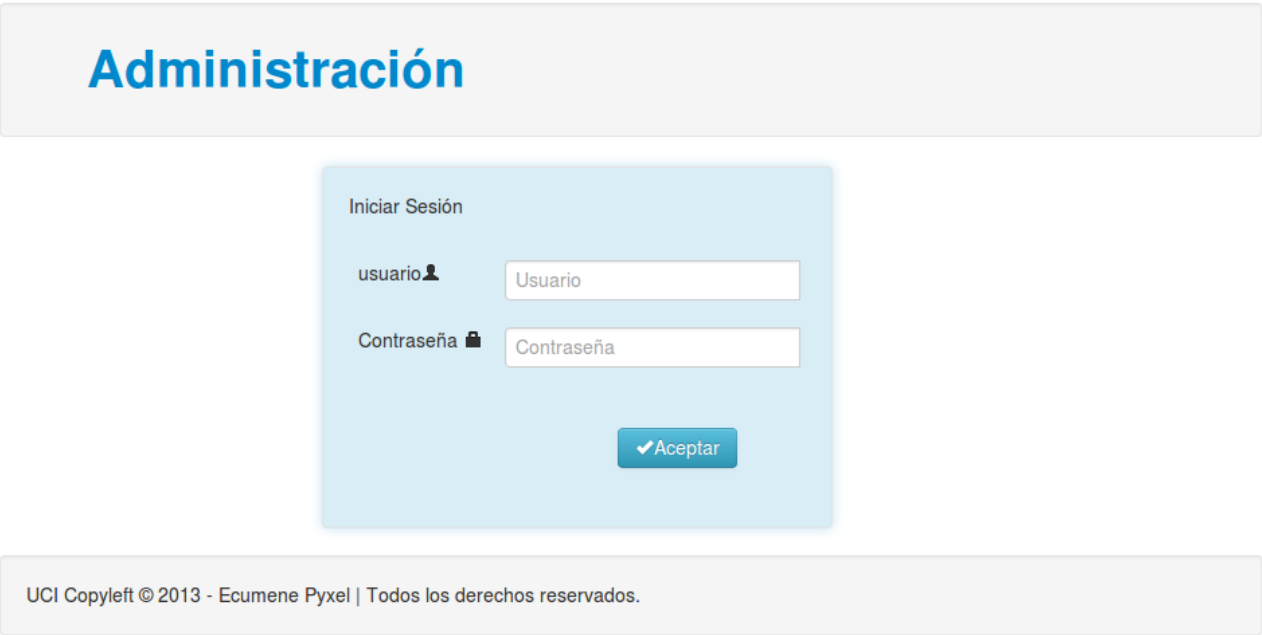 Administración
Iniciar Sesión
usuario
Usuario
Contraseña
Contraseña
Aceptar
UCI Copyleft © 2013 - Ecumene Pyxel | Todos los derechos reservados.